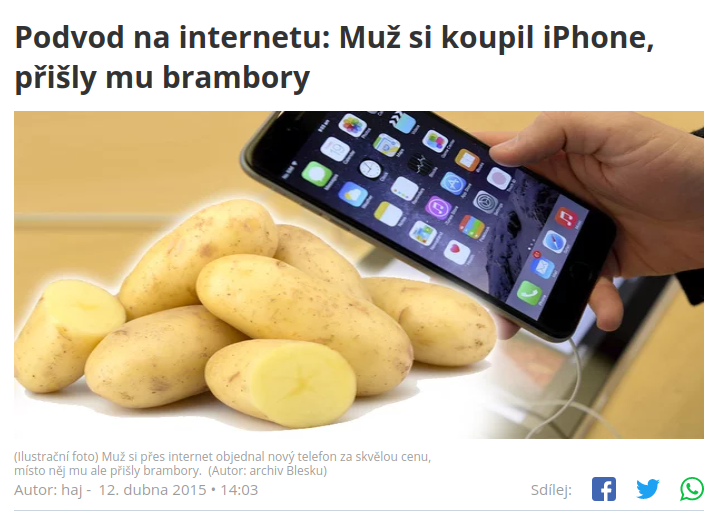 Podvod na internetu: Muž si koupil iPhone,
přišly mu brambory
(Ilustrační foto) Muž si přes internet objednal nový telefon za skvělou cenu,
místo něj mu ale přišly brambory. (Autor: archiv Blesku)
Autor: haj - 12. dubna 2015 • 14:03
Sdílej: